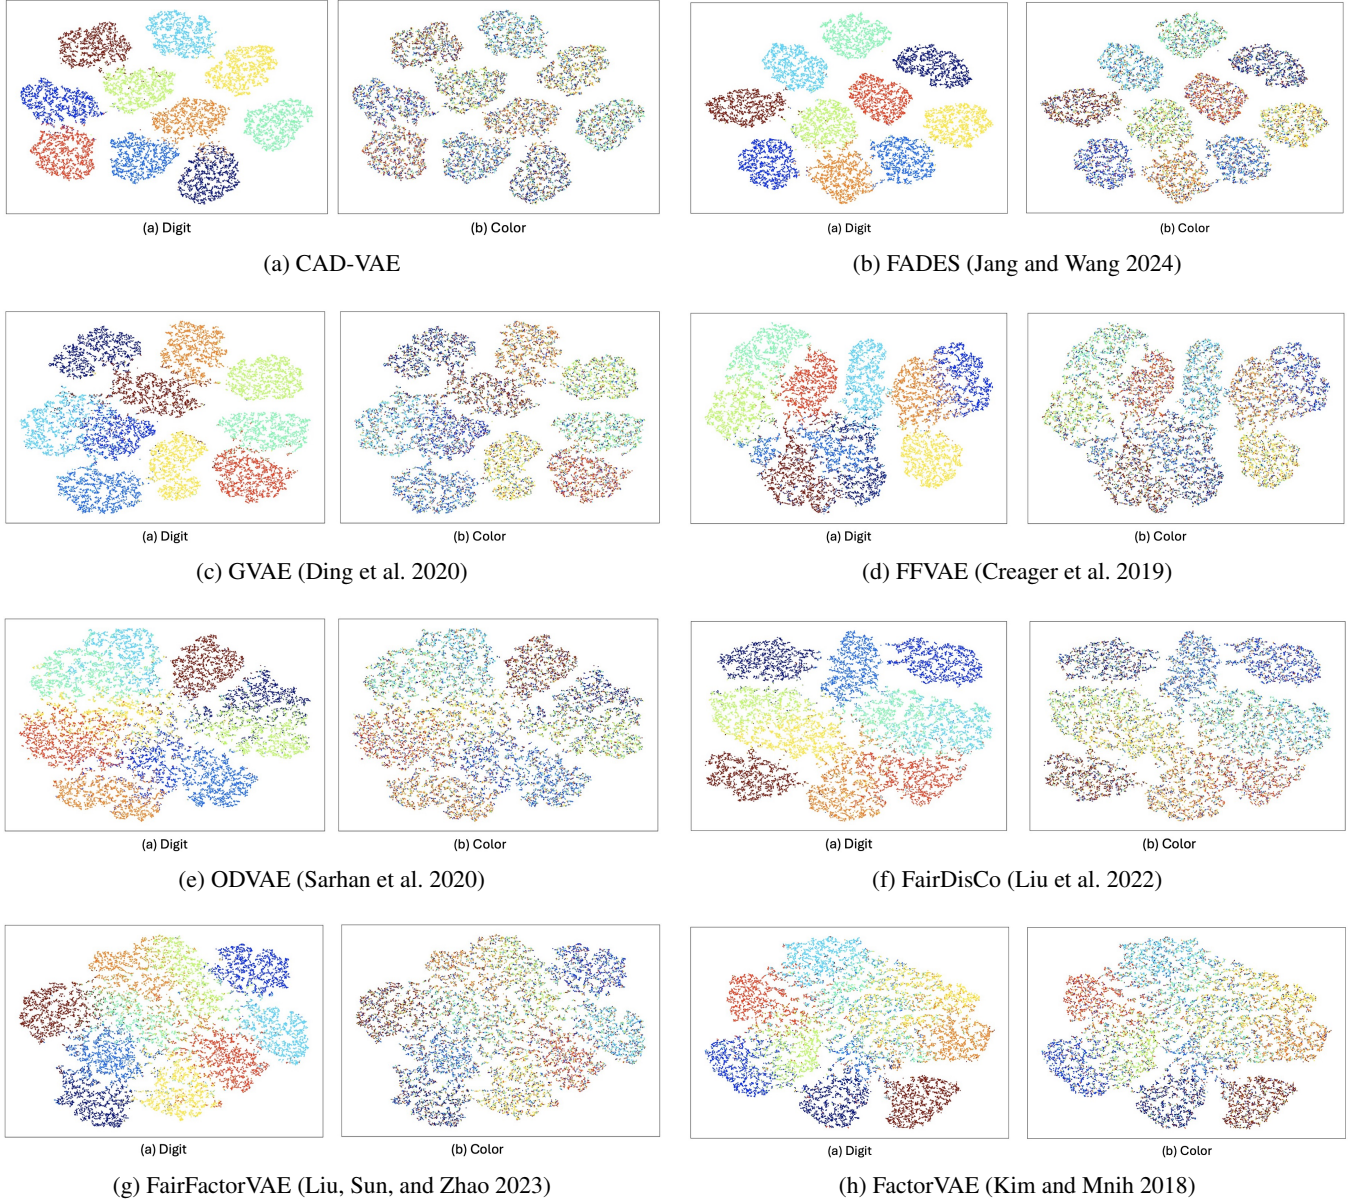 (a) Digit
(b) Color
(a) Digit
(b) Color
(a) CAD-VAE
(b) FADES (Jang and Wang 2024)
(a) Digit
(b) Color
(a) Digit
(b) Color
(c) GVAE (Ding et al. 2020)
(d) FFVAE (Creager et al. 2019)
(a) Digit
(b) Color
(a) Digit
(b) Color
(e) ODVAE (Sarhan et al. 2020)
(f) FairDisCo (Liu et al. 2022)
(a) Digit
(b) Color
(a) Digit
(b) Color
(g) FairFactorVAE (Liu, Sun, and Zhao 2023)
(h) FactorVAE (Kim and Mnih 2018)